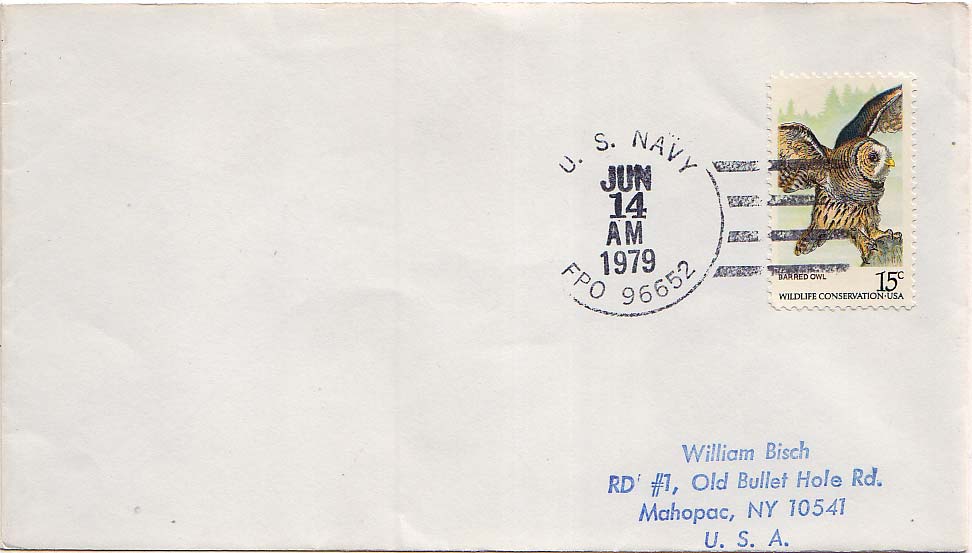 U. S. NAVY
JUN
14
AM
1979
FPO 96652
BARRED OWL
15c
WILDLIFE CONSERVATION·USA
William Bisch
RD' #1, Old Bullet Hole Rd.
Mahopac, NY 10541
U. S. A.